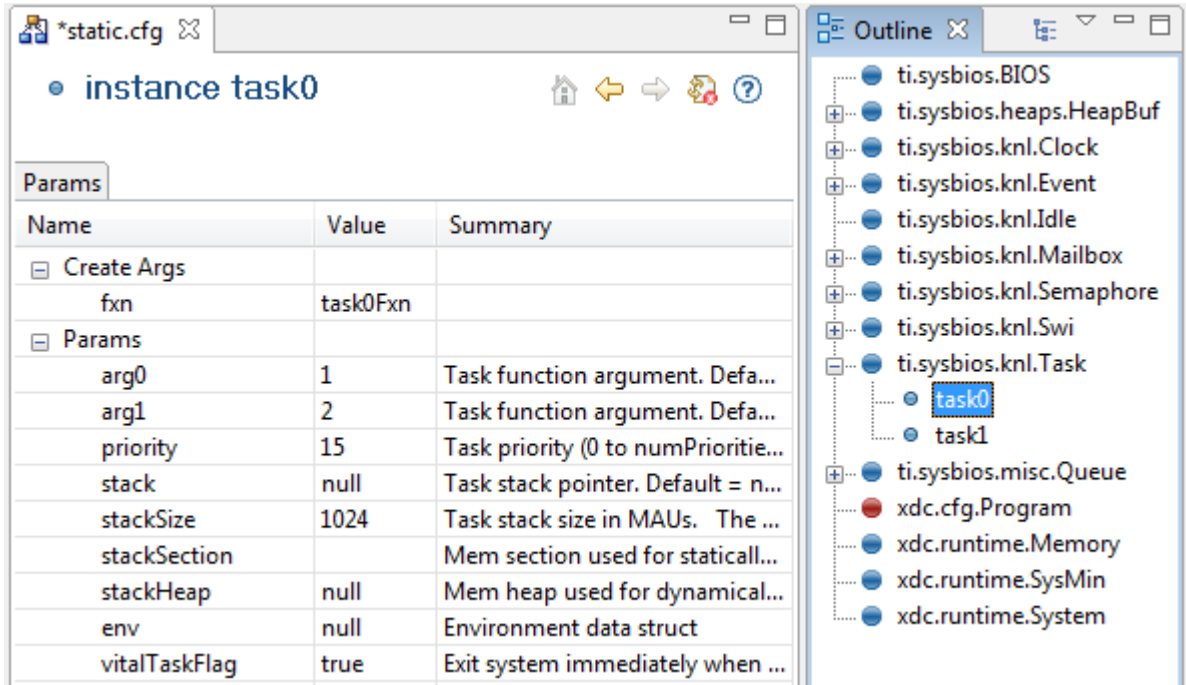 *static.cfg
instance task0
Params
Name Value Summary
Create Args
fxn task0Fxn
Params
arg0 1 Task function argument. Defa...
arg1 2 Task function argument. Defa...
priority 15 Task priority (0 to numPrioritie...
stack null Task stack pointer. Default = n...
stackSize 1024 Task stack size in MAUs. The ...
stackSection Mem section used for staticall...
stackHeap null Mem heap used for dynamical...
env null Environment data struct
vitalTaskFlag true Exit system immediately when ...
Outline
ti.sysbios.BIOS
ti.sysbios.heaps.HeapBuf
ti.sysbios.knl.Clock
ti.sysbios.knl.Event
ti.sysbios.knl.Idle
ti.sysbios.knl.Mailbox
ti.sysbios.knl.Semaphore
ti.sysbios.knl.Swi
ti.sysbios.knl.Task
task0
task1
ti.sysbios.misc.Queue
xdc.cfg.Program
xdc.runtime.Memory
xdc.runtime.SysMin
xdc.runtime.System